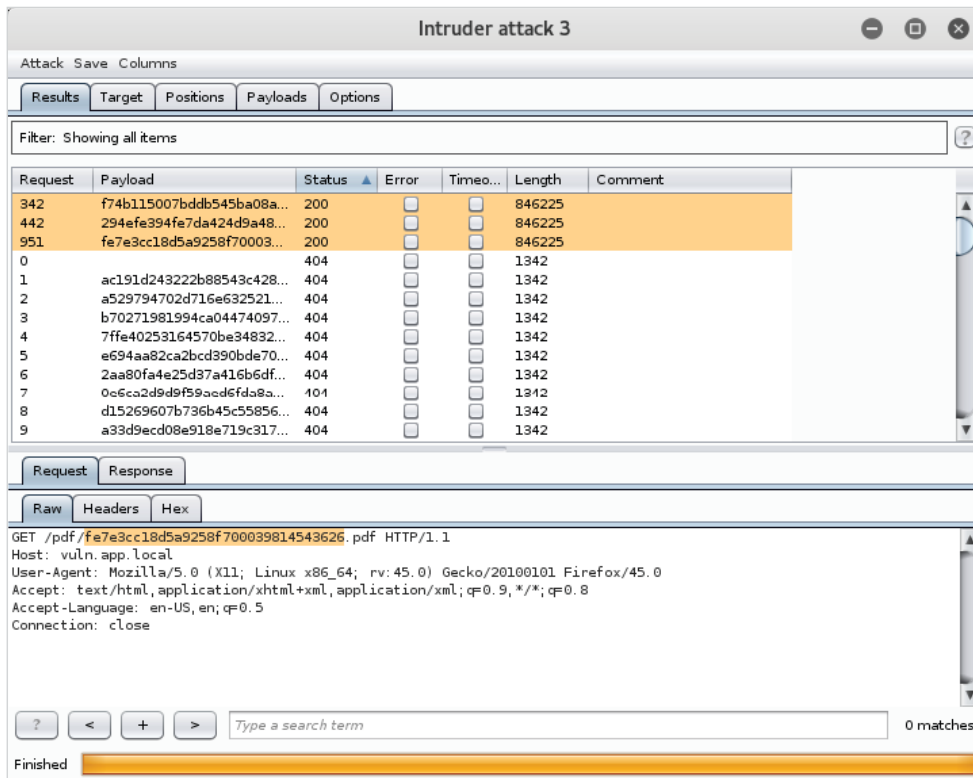 Intruder attack 3
Attack Save Columns
Results Target Positions Payloads Options
Filter: Showing all items ?
Request Payload Status Error Timeo... Length Comment
342 f74b115007bddb545ba08a... 200 846225
442 294efe394fe7da424d9a48... 200 846225
951 fe7e3cc18d5a9258f70003... 200 846225
0 404 1342
1 ac191d243222b88543c428... 404 1342
2 a529794702d716e632521... 404 1342
3 b70271981994ca04474097... 404 1342
4 7ffe40253164570be34832... 404 1342
5 e694aa82ca2bcd390bde70... 404 1342
6 2aa80fa4e25d37a416b6df... 404 1342
7 0e6ca2d9d9f59aed6fda8a... 404 1342
8 d15269607b736b45c55856... 404 1342
9 a33d9ecd08e918e719c317... 404 1342
Request Response
Raw Headers Hex
GET /pdf/fe7e3cc18d5a9258f700039814543626.pdf HTTP/1.1
Host: vuln.app.local
User-Agent: Mozilla/5.0 (X11; Linux x86_64; rv:45.0) Gecko/20100101 Firefox/45.0
Accept: text/html,application/xhtml+xml,application/xml;q=0.9,*/*;q=0.8
Accept-Language: en-US,en;q=0.5
Connection: close
? < + > Type a search term 0 matches
Finished